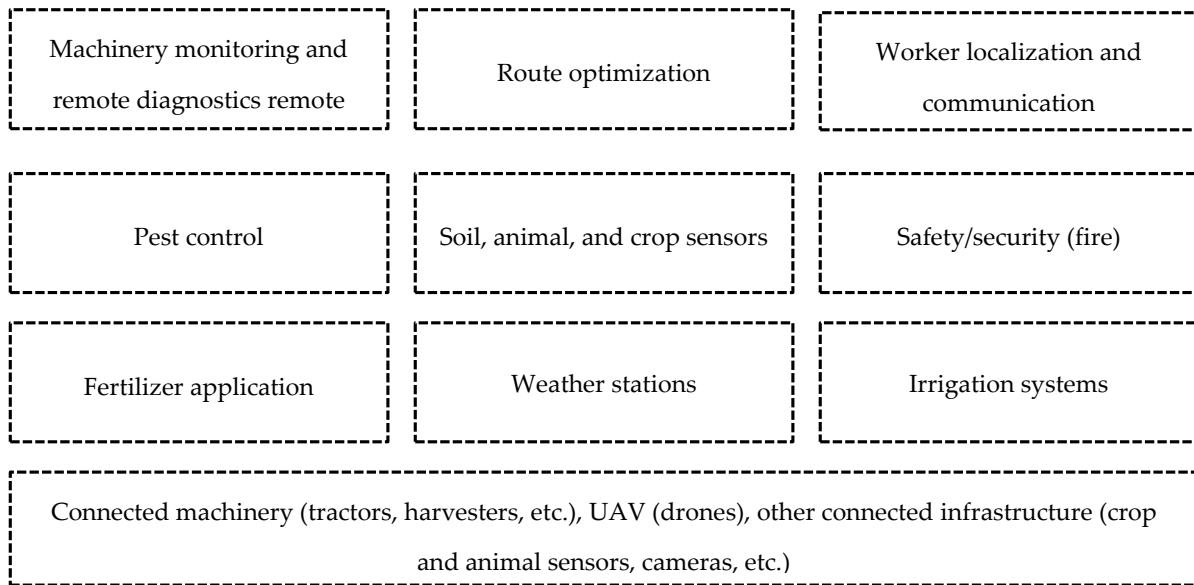 Machinery monitoring and
remote diagnostics remote
Route optimization
Worker localization and
communication
Pest control
Soil, animal, and crop sensors
Safety/security (fire)
Fertilizer application
Weather stations
Irrigation systems
Connected machinery (tractors, harvesters, etc.), UAV (drones), other connected infrastructure (crop
and animal sensors, cameras, etc.)